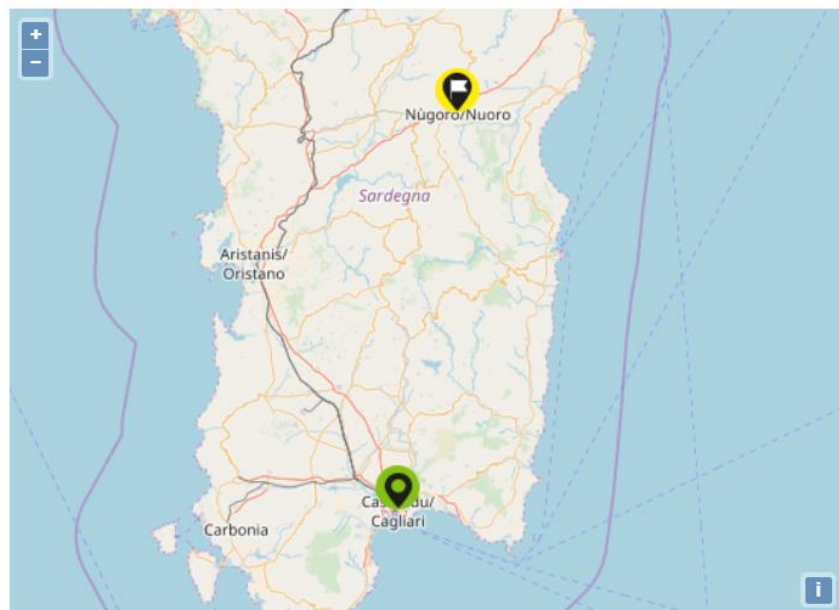 +
−
Nùgoro/Nuoro
Sardegna
Aristanis/
Oristano
Cagliari
Carbonia
i